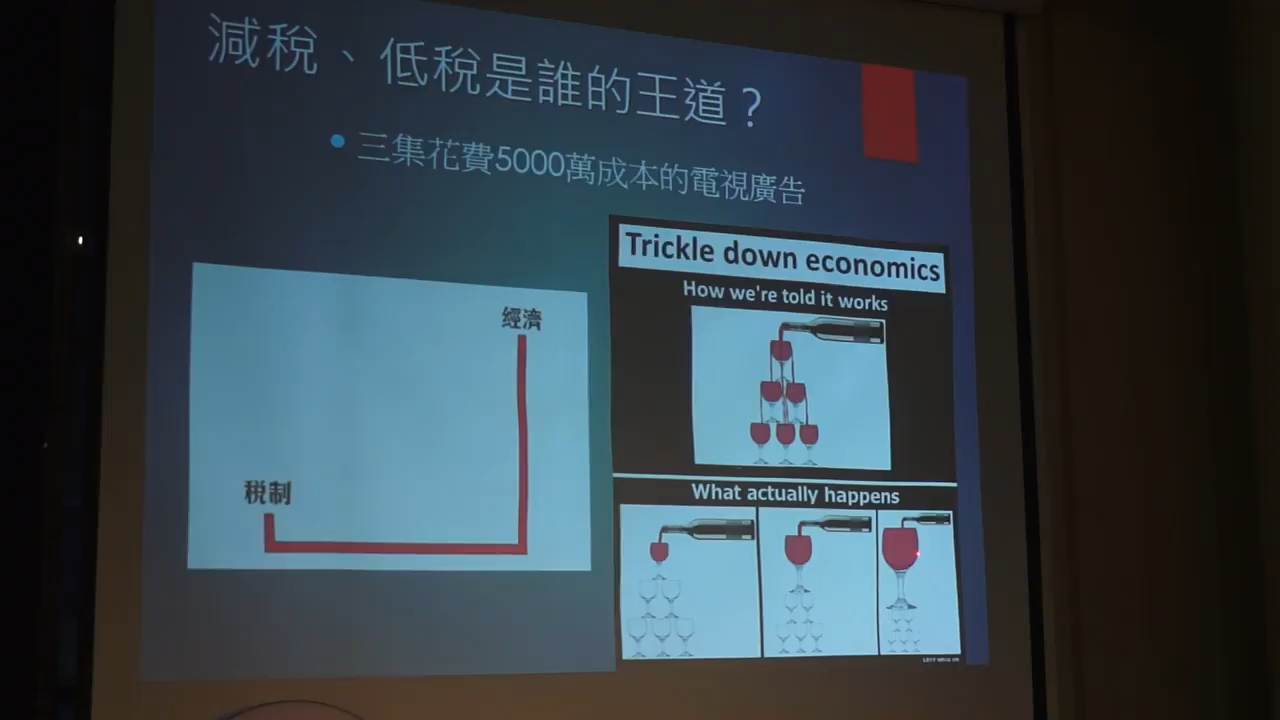 減稅、低稅是誰的王道？
三集花費5000萬成本的電視廣告
經濟
稅制
Trickle down economics
How we're told it works
What actually happens